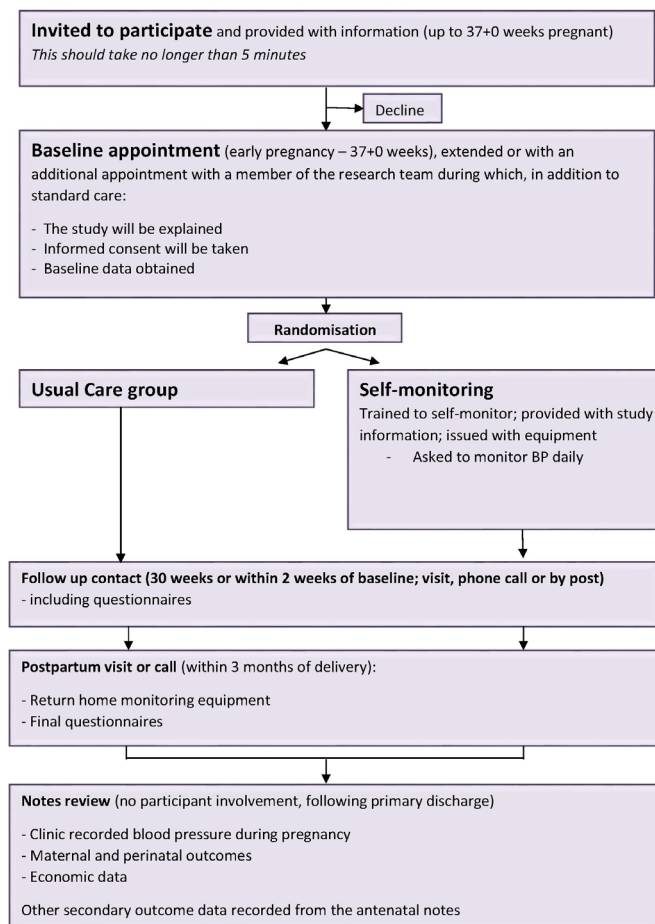 Invited to participate and provided with information (up to 37+0 weeks pregnant)
This should take no longer than 5 minutes
Decline
Baseline appointment (early pregnancy – 37+0 weeks), extended or with an
additional appointment with a member of the research team during which, in addition to
standard care:
- The study will be explained
- Informed consent will be taken
- Baseline data obtained
Randomisation
Usual Care group
Self-monitoring
Trained to self-monitor; provided with study
information; issued with equipment
- Asked to monitor BP daily
Follow up contact (30 weeks or within 2 weeks of baseline; visit, phone call or by post)
- including questionnaires
Postpartum visit or call (within 3 months of delivery):
- Return home monitoring equipment
- Final questionnaires
Notes review (no participant involvement, following primary discharge)
- Clinic recorded blood pressure during pregnancy
- Maternal and perinatal outcomes
- Economic data
Other secondary outcome data recorded from the antenatal notes